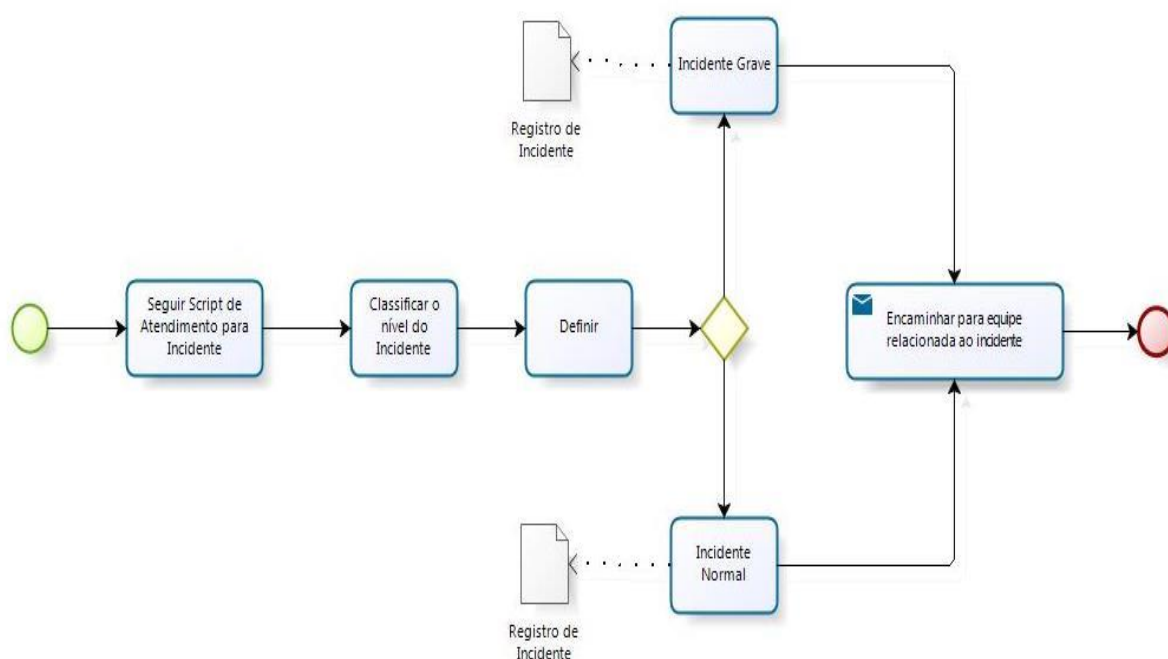 Incidente Grave
Registro de
Incidente
Seguir Script de
Atendimento para
Incidente
Classificar o
nível do
Incidente
Definir
Encaminhar para equipe
relacionada ao incidente
Incidente
Normal
Registro de
Incidente